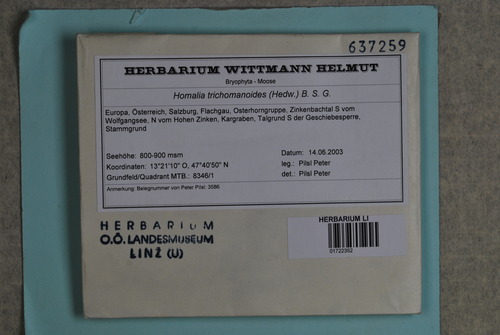 637259
HERBARIUM WITTMANN HELMUT
Bryophyta - Moose
Homalia trichomanoides (Hedw.) B. S. G.
Europa, Österreich, Salzburg, Flachgau, Osterhorngruppe, Zinkenbachtal S vom
Wolfgangsee, N vom Hohen Zinken, Kargraben, Talgrund S der Geschiebesperre,
Stammgrund
Seehöhe: 800-900 msm Datum: 14.06.2003
Koordinaten: 13°21'10" O, 47°40'50" N leg.: Pilsl Peter
Grundfeld/Quadrant MTB.: 8346/1 det.: Pilsl Peter
Anmerkung: Belegnummer von Peter Pilsl: 3586
HERBARIUM
O.Ö. LANDESMUSEUM
LINZ (U)
HERBARIUM LI
01722352